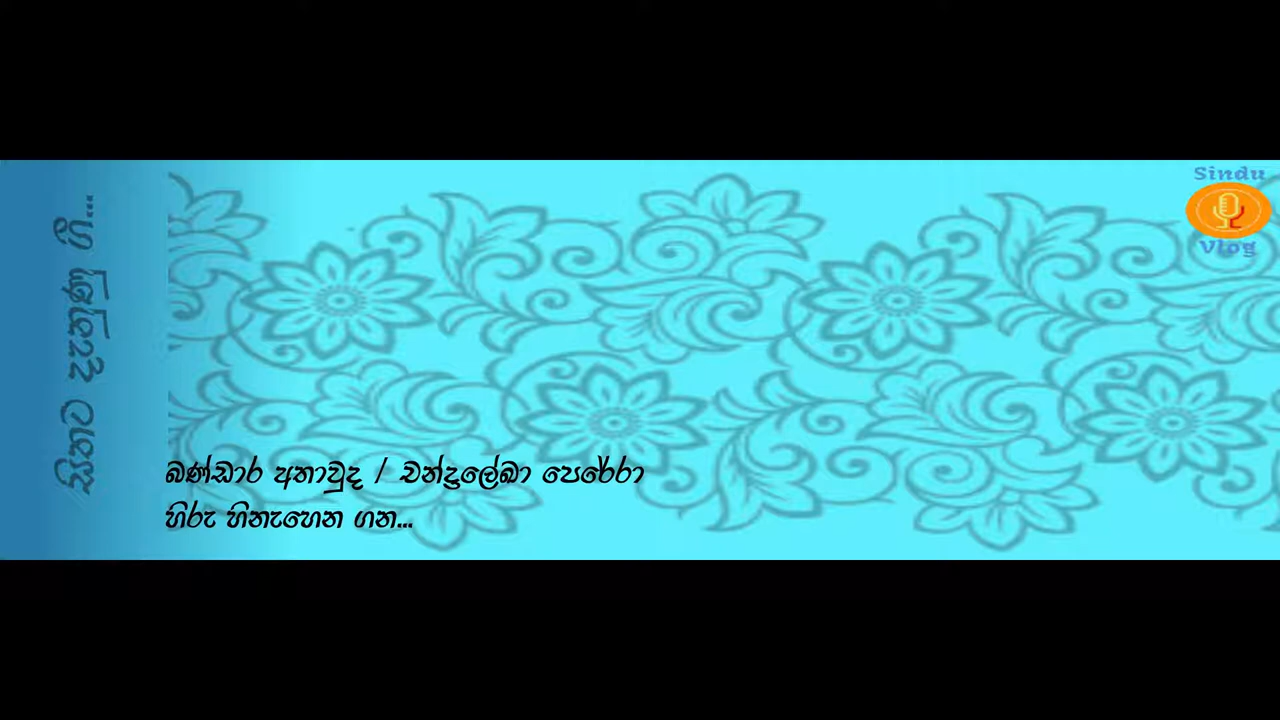 සිතට දැනුණු ගී...
Sindu
Vlog
බණ්ඩාර අතාවුද / චන්ද්‍රලේඛා පෙරේරා
හිරු හිනැහෙන ගන...